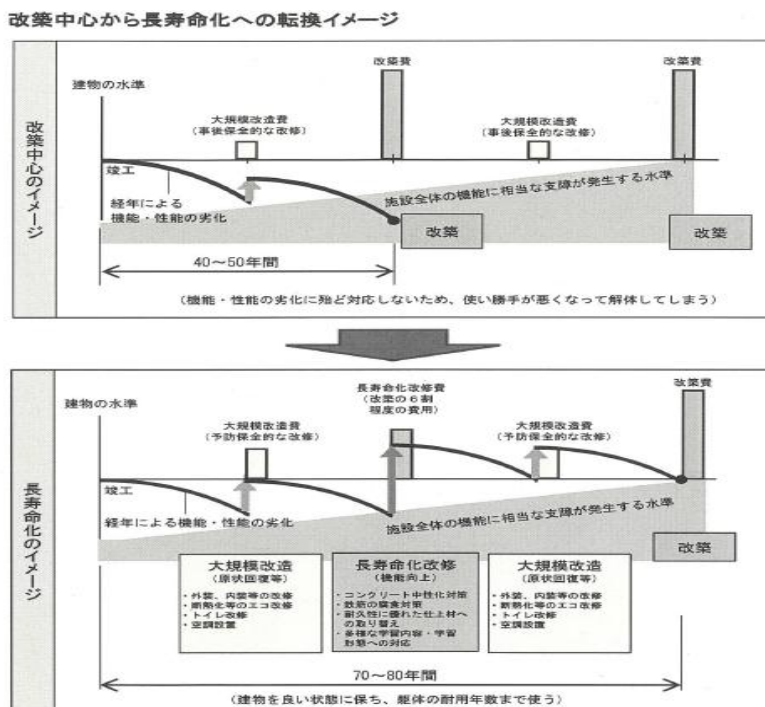 改築中心から長寿命化への転換イメージ
改築中心のイメージ
建物の水準
大規模改造費
(事後保全的な改修)
改築費
大規模改造費
(事後保全的な改修)
改築費
竣工
経年による
機能・性能の劣化
施設全体の機能に相当な支障が発生する水準
改築
改築
40～50年間
(機能・性能の劣化に殆ど対応しないため、使い勝手が悪くなって解体してしまう)
長寿命化のイメージ
建物の水準
大規模改造費
(予防保全的な改修)
長寿命化改修費
(改築の6割
程度の費用)
大規模改造費
(予防保全的な改修)
改築費
竣工
経年による機能・性能の劣化
施設全体の機能に相当な支障が発生する水準
改築
大規模改造
(原状回復等)
・外装、内装等の改修
・断熱化等のエコ改修
・トイレ改修
・空調設置
長寿命化改修
(機能向上)
・コンクリート中性化対策
・鉄筋の腐食対策
・耐久性に優れた仕上材へ
の取り替え
・多様な学習内容・学習
形態への対応
大規模改造
(原状回復等)
・外装、内装等の改修
・断熱化等のエコ改修
・トイレ改修
・空調設置
70～80年間
(建物を良い状態に保ち、躯体の耐用年数まで使う)